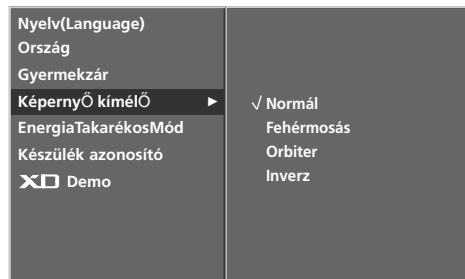 Nyelv(Language)
Ország
Gyermekzár
KépernyŐ kímélŐ ►
EnergiaTakarékosMód
Készülék azonosító
XD Demo
√ Normál
Fehérmosás
Orbiter
Inverz